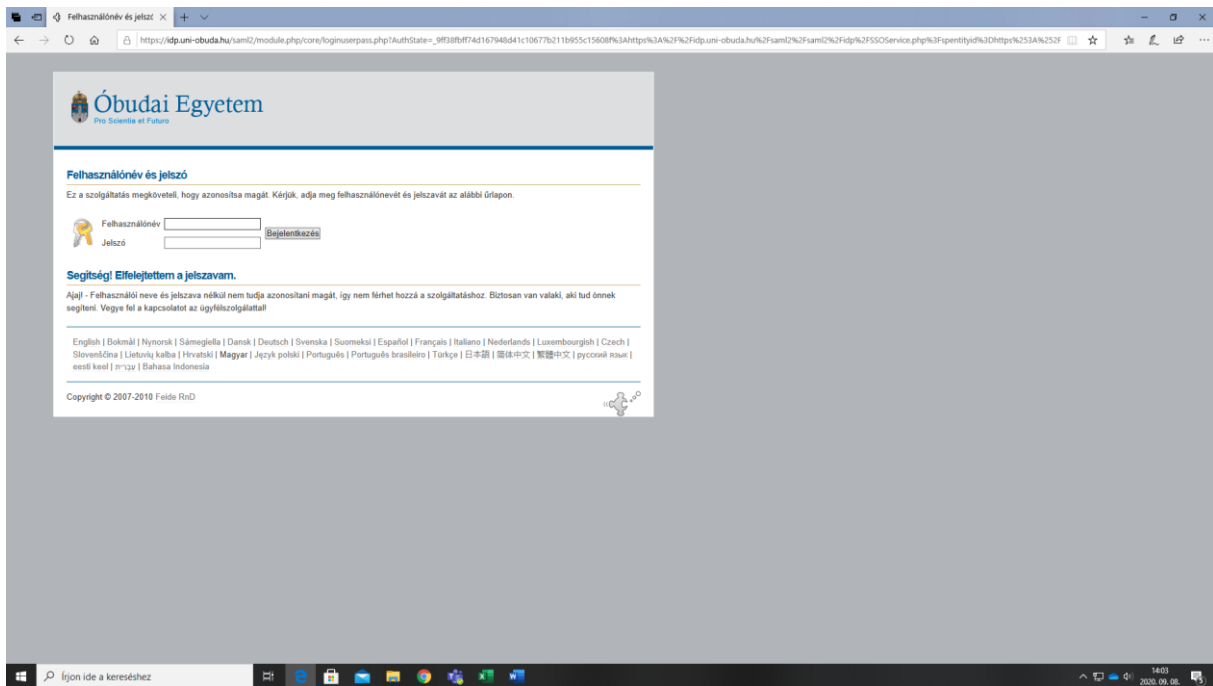 Felhasználónév és jelszó
https://idp.uni-obuda.hu/saml2/module.php/core/loginuserpass.php?AuthState=_9ff38fbff74d167948d41c10677b211b955c15608f%3Ahttps%3A%2F%2Fidp.uni-obuda.hu%2Fsaml2%2Fsaml2%2Fidp%2FSSOService.php%3Fspentityid%3Dhttps%253A%252F
Óbudai Egyetem
Pro Scientia et Futuro
Felhasználónév és jelszó
Ez a szolgáltatás megköveteli, hogy azonosítsa magát. Kérjük, adja meg felhasználónevét és jelszavát az alábbi űrlapon.
Felhasználónév
Bejelentkezés
Jelszó
Segítség! Elfelejtettem a jelszavam.
Ajaj! - Felhasználói neve és jelszava nélkül nem tudja azonosítani magát, így nem férhet hozzá a szolgáltatáshoz. Biztosan van valaki, aki tud önnek
segíteni. Vegye fel a kapcsolatot az ügyfélszolgálattal!
English | Bokmål | Nynorsk | Sámegiella | Dansk | Deutsch | Svenska | Suomeksi | Español | Français | Italiano | Nederlands | Luxembourgish | Czech |
Slovenščina | Lietuvių kalba | Hrvatski | Magyar | Język polski | Português | Português brasileiro | Türkçe | 日本語 | 简体中文 | 繁體中文 | русский язык |
eesti keel | עברית | Bahasa Indonesia
Copyright © 2007-2010 Feide RnD
Írjon ide a kereséshez
14:03
2020. 09. 08.